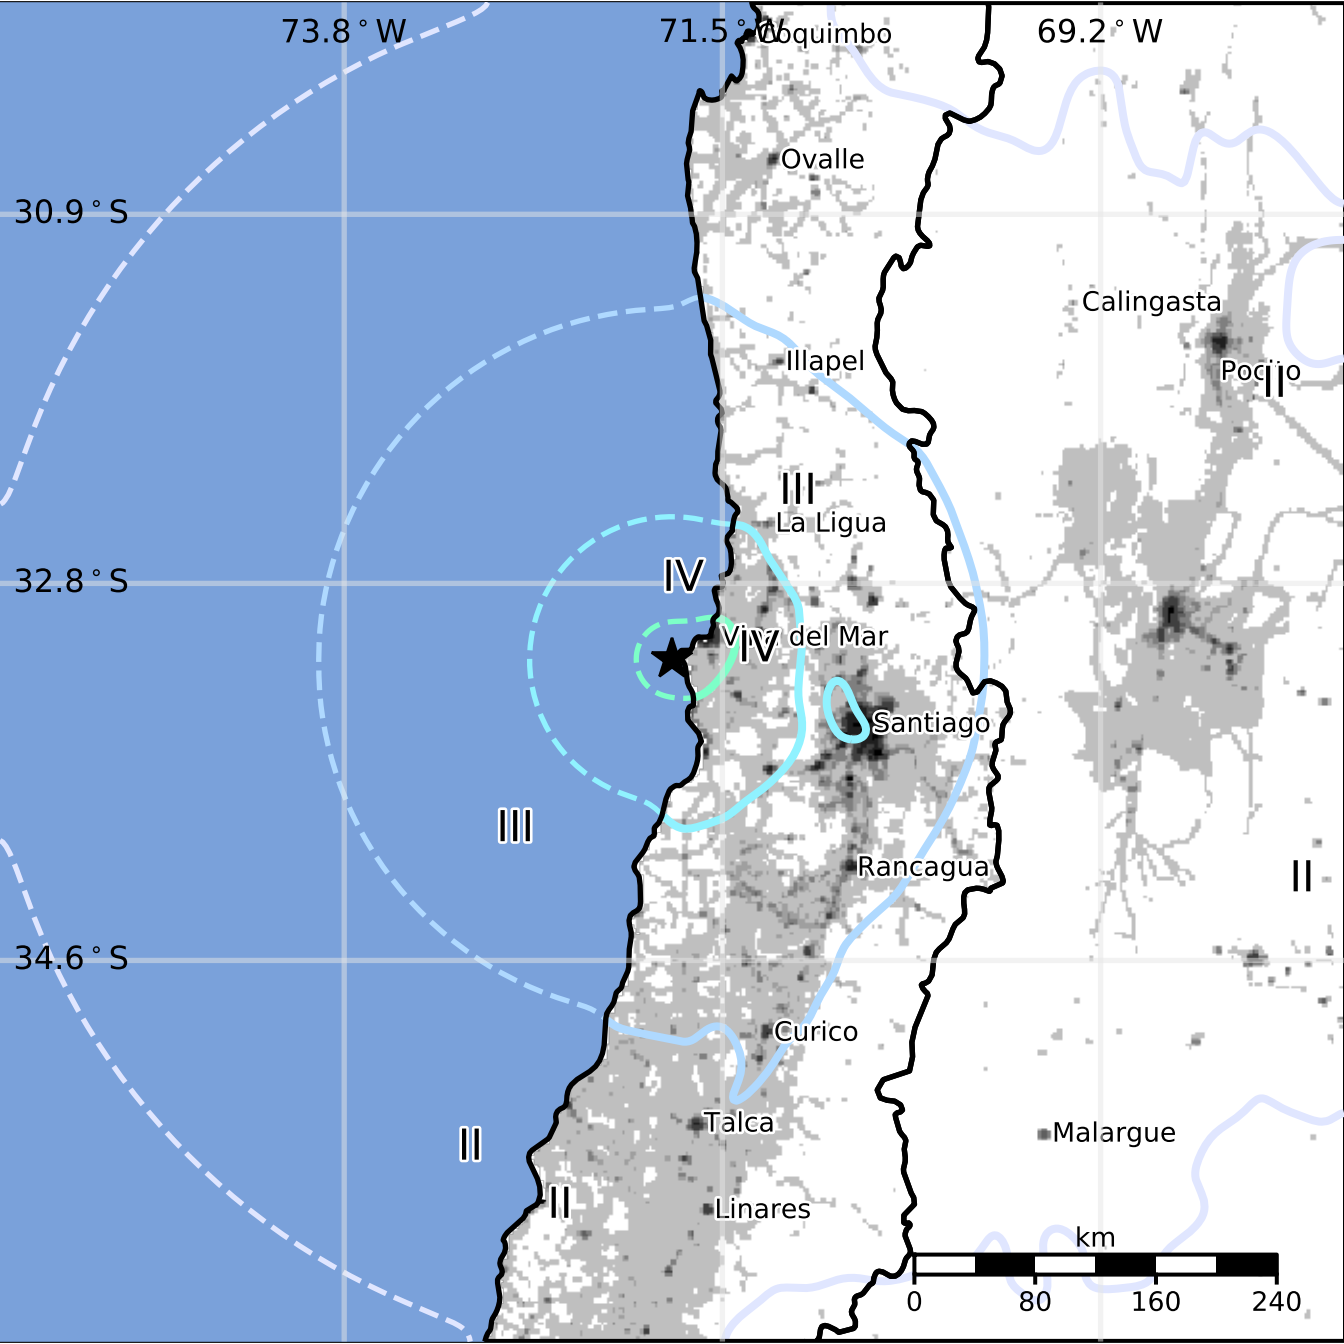 73.8°W 71.5°W 69.2°W
Coquimbo
Ovalle
30.9°S
Calingasta
Illapel
Pocito
II
III
La Ligua
IV
32.8°S
Vina del Mar
IV
Santiago
III
Rancagua
II
34.6°S
Curico
Talca
Malargue
II
II
Linares
km
0 80 160 240